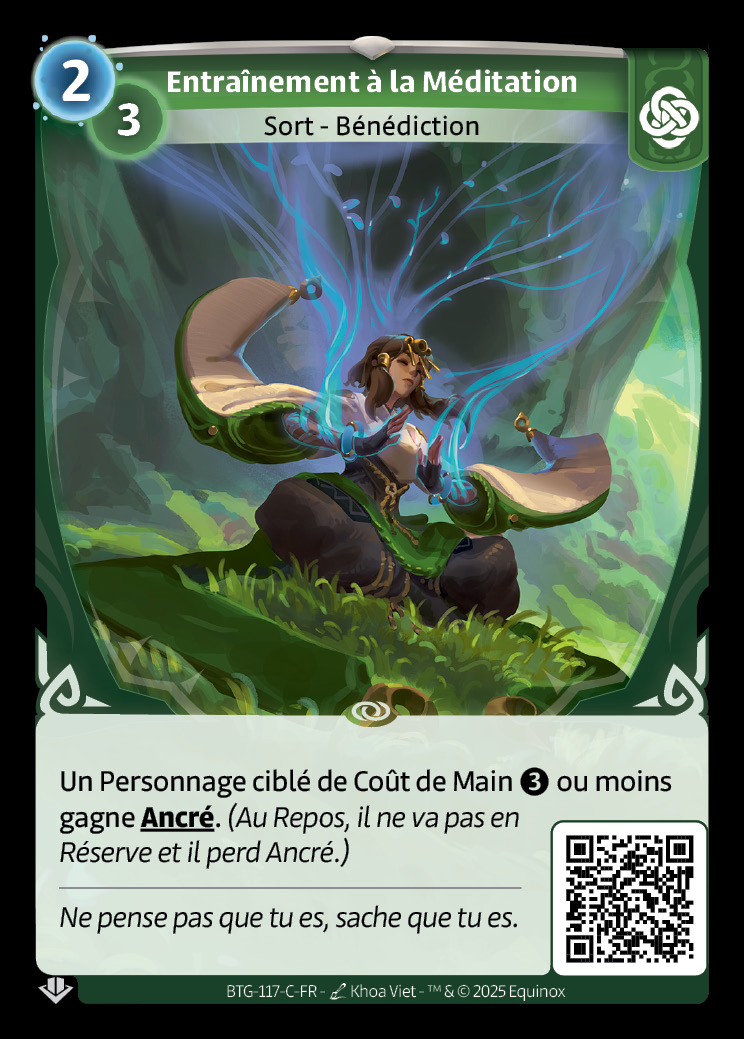 2
Entraînement à la Méditation
3
Sort - Bénédiction
Un Personnage ciblé de Coût de Main 3 ou moins
gagne Ancré. (Au Repos, il ne va pas en
Réserve et il perd Ancré.)
Ne pense pas que tu es, sache que tu es.
BTG-117-C-FR - Khoa Viet - ™ & © 2025 Equinox